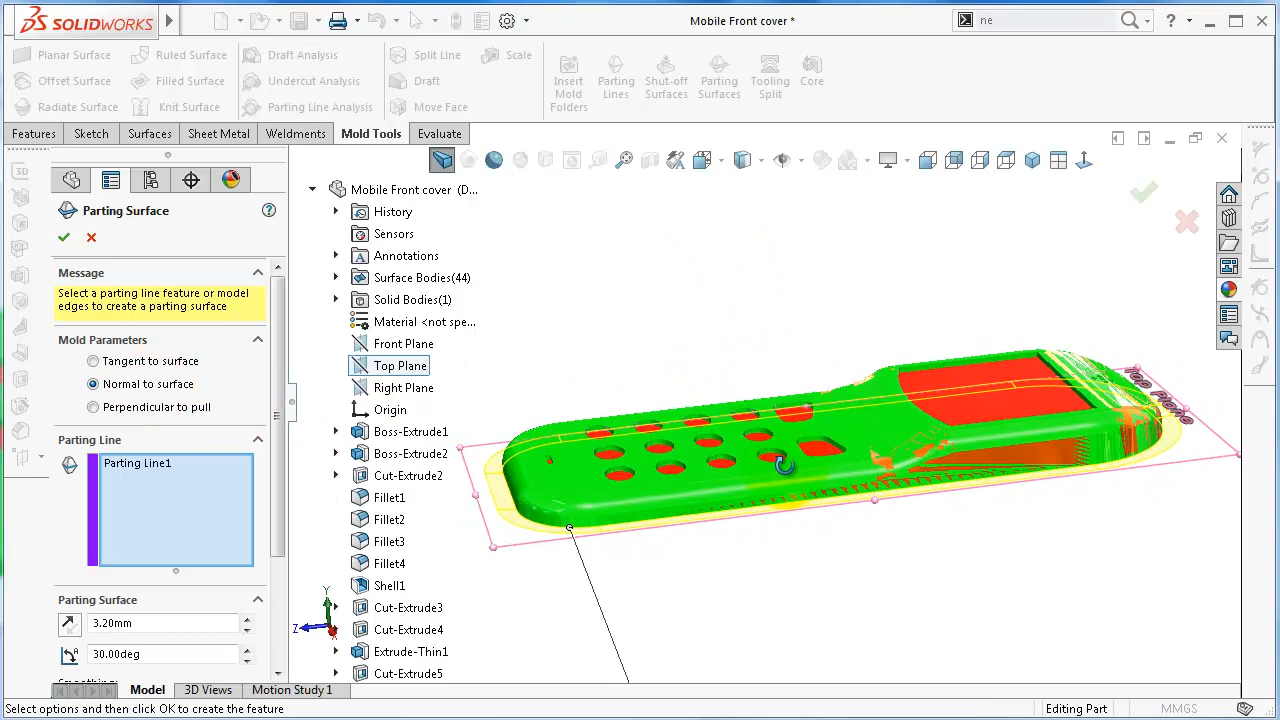 SOLIDWORKS
Mobile Front cover *
ne
Planar Surface
Ruled Surface
Draft Analysis
Split Line
Scale
Offset Surface
Filled Surface
Undercut Analysis
Draft
Radiate Surface
Knit Surface
Parting Line Analysis
Move Face
Insert
Mold
Folders
Parting
Lines
Shut-off
Surfaces
Parting
Surfaces
Tooling
Split
Core
Features
Sketch
Surfaces
Sheet Metal
Weldments
Mold Tools
Evaluate
Parting Surface
Message
Select a parting line feature or model
edges to create a parting surface
Mold Parameters
Tangent to surface
Normal to surface
Perpendicular to pull
Parting Line
Parting Line1
Parting Surface
3.20mm
30.00deg
Mobile Front cover (D...
History
Sensors
Annotations
Surface Bodies(44)
Solid Bodies(1)
Material <not spe...
Front Plane
Top Plane
Right Plane
Origin
Boss-Extrude1
Boss-Extrude2
Cut-Extrude2
Fillet1
Fillet2
Fillet3
Fillet4
Shell1
Cut-Extrude3
Cut-Extrude4
Extrude-Thin1
Cut-Extrude5
Top Plane
Y
Z
Model
3D Views
Motion Study 1
Select options and then click OK to create the feature
Editing Part
MMGS